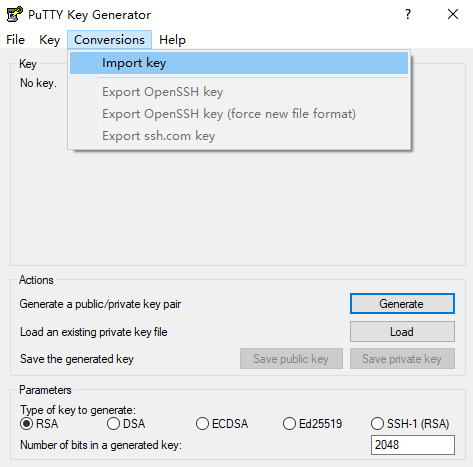 PuTTY Key Generator ? ×
File Key Conversions Help
Import key
Export OpenSSH key
Export OpenSSH key (force new file format)
Export ssh.com key
Key
No key.
Actions
Generate a public/private key pair Generate
Load an existing private key file Load
Save the generated key Save public key Save private key
Parameters
Type of key to generate:
RSA DSA ECDSA Ed25519 SSH-1 (RSA)
Number of bits in a generated key: 2048